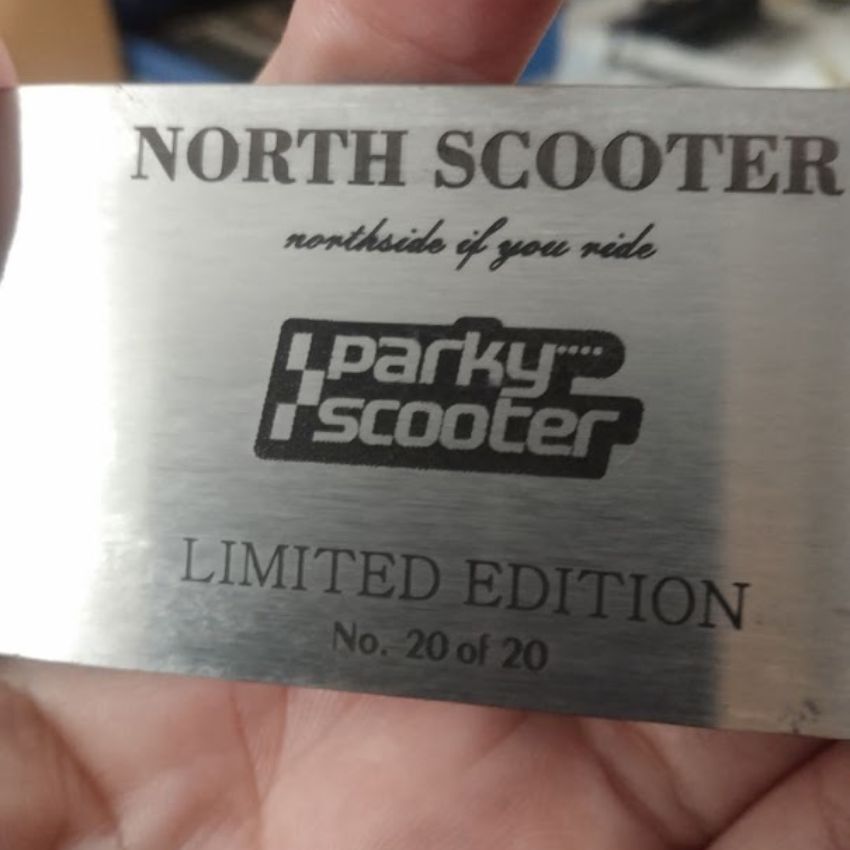 NORTH SCOOTER
northside if you ride
parky
scooter
LIMITED EDITION
No. 20 of 20